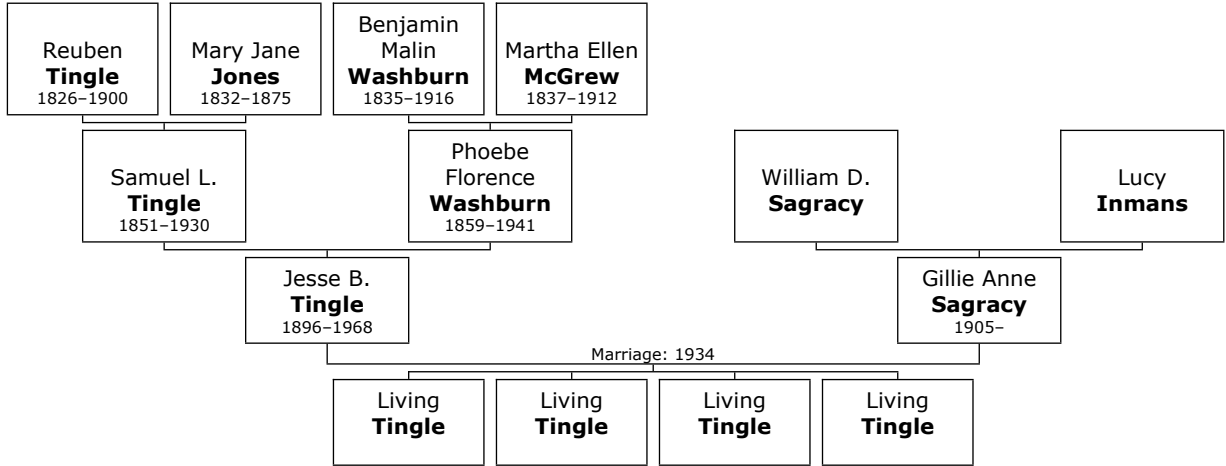 Reuben
Tingle
1826–1900
Mary Jane
Jones
1832–1875
Benjamin
Malin
Washburn
1835–1916
Martha Ellen
McGrew
1837–1912
Samuel L.
Tingle
1851–1930
Phoebe
Florence
Washburn
1859–1941
William D.
Sagracy
Lucy
Inmans
Jesse B.
Tingle
1896–1968
Gillie Anne
Sagracy
1905–
Marriage: 1934
Living
Tingle
Living
Tingle
Living
Tingle
Living
Tingle